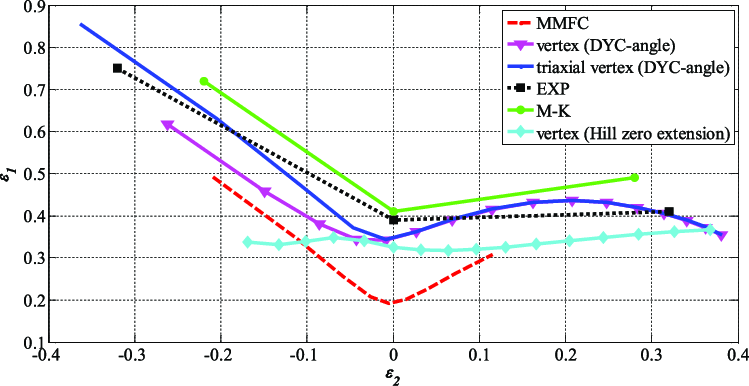 0.9
0.8
0.7
0.6
0.5
0.4
0.3
0.2
0.1
ε1
MMFC
vertex (DYC-angle)
triaxial vertex (DYC-angle)
EXP
M-K
vertex (Hill zero extension)
-0.4 -0.3 -0.2 -0.1 0 0.1 0.2 0.3 0.4
ε2